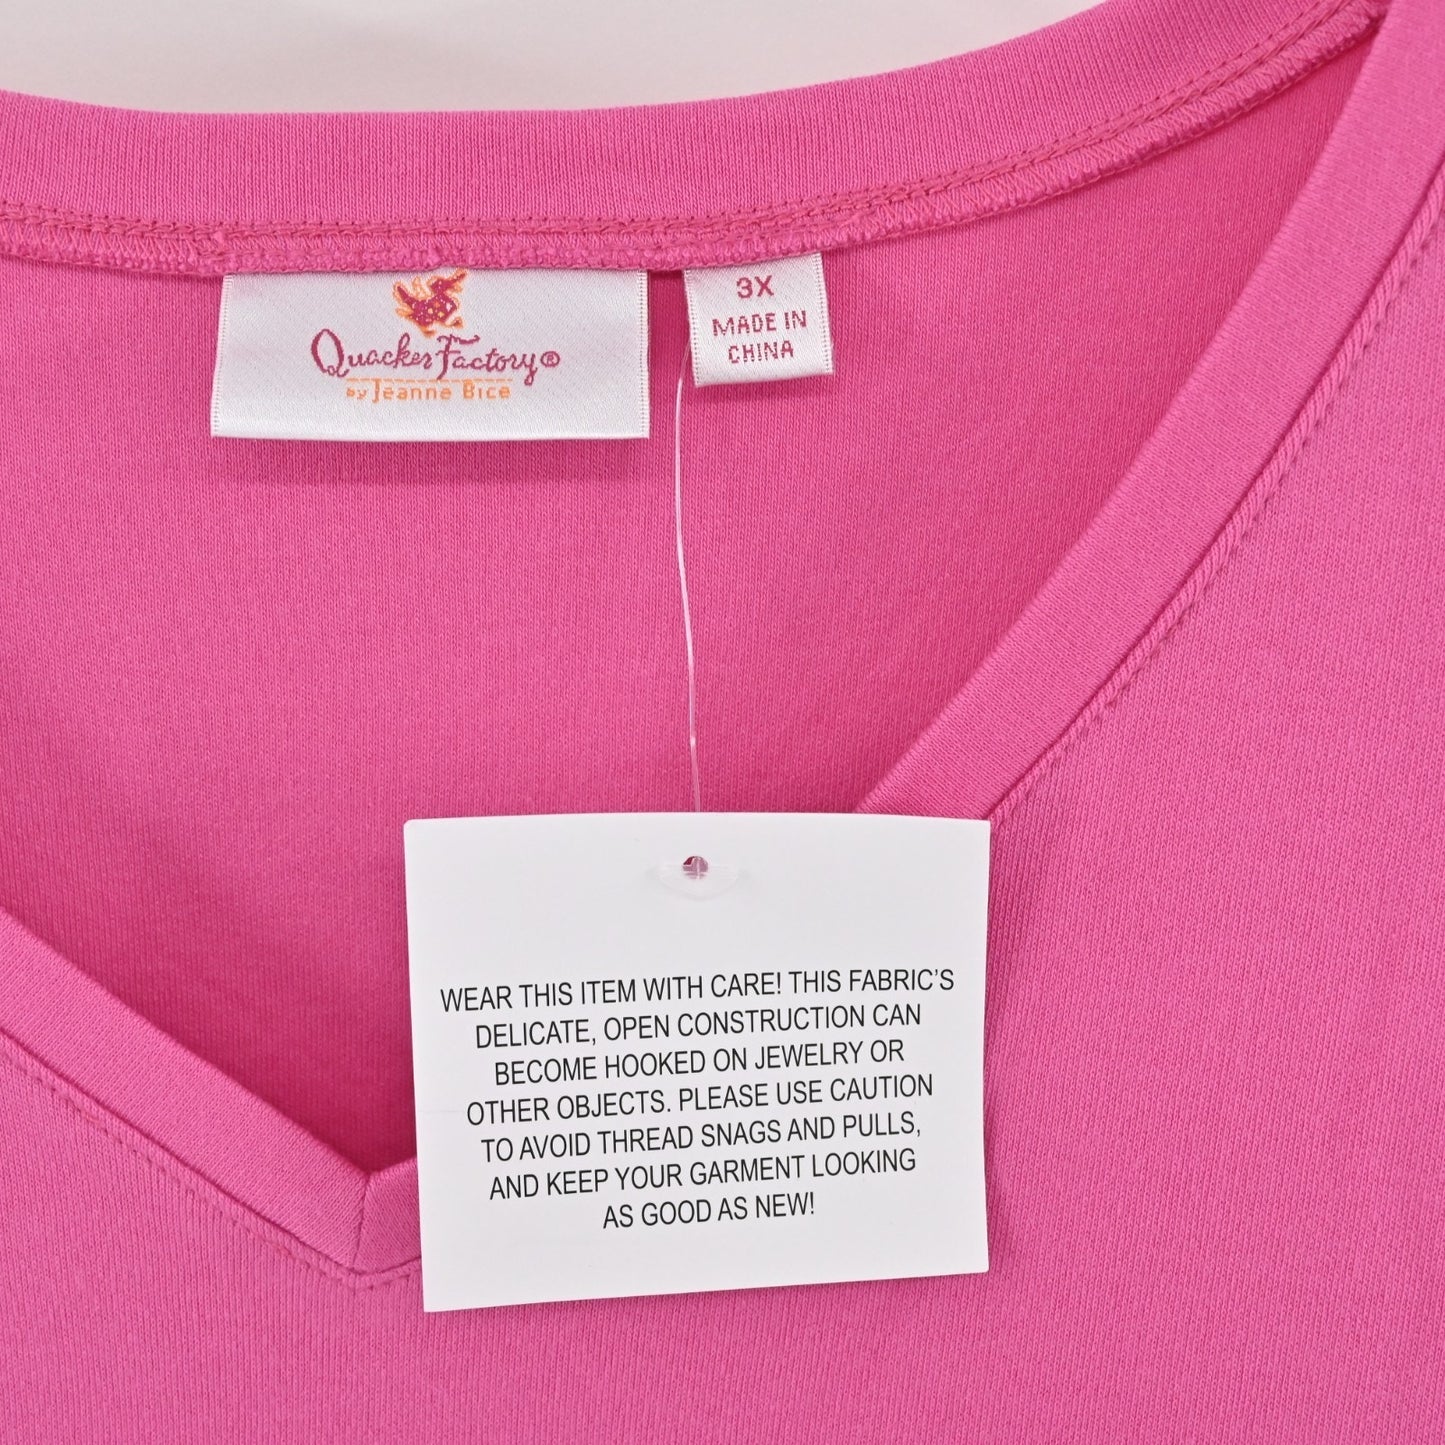 Quacker Factory®
by Jeanne Bice
3X
MADE IN
CHINA
WEAR THIS ITEM WITH CARE! THIS FABRIC'S
DELICATE, OPEN CONSTRUCTION CAN
BECOME HOOKED ON JEWELRY OR
OTHER OBJECTS. PLEASE USE CAUTION
TO AVOID THREAD SNAGS AND PULLS,
AND KEEP YOUR GARMENT LOOKING
AS GOOD AS NEW!